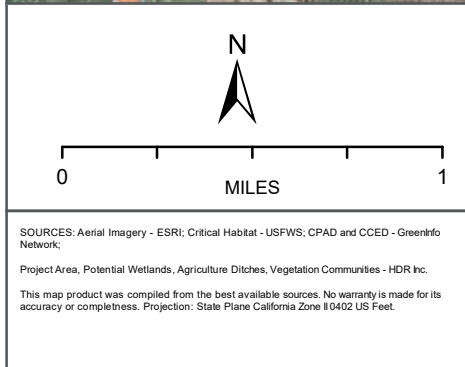 N
0 1
MILES
SOURCES: Aerial Imagery - ESRI; Critical Habitat - USFWS; CPAD and CCED - GreenInfo
Network;
Project Area, Potential Wetlands, Agriculture Ditches, Vegetation Communities - HDR Inc.
This map product was compiled from the best available sources. No warranty is made for its
accuracy or completness. Projection: State Plane California Zone II 0402 US Feet.